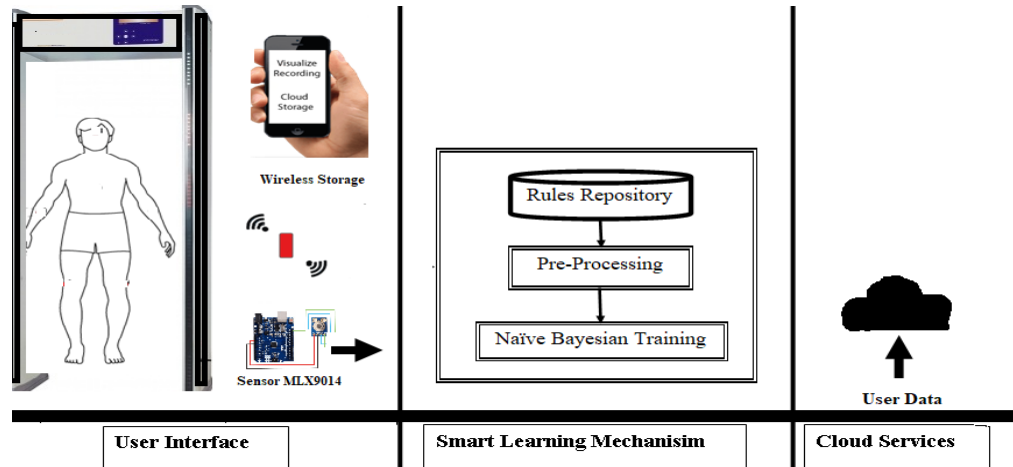 Visualize
Recording
Cloud
Storage
Wireless Storage
Sensor MLX9014
Rules Repository
Pre-Processing
Naïve Bayesian Training
User Data
User Interface
Smart Learning Mechanisim
Cloud Services